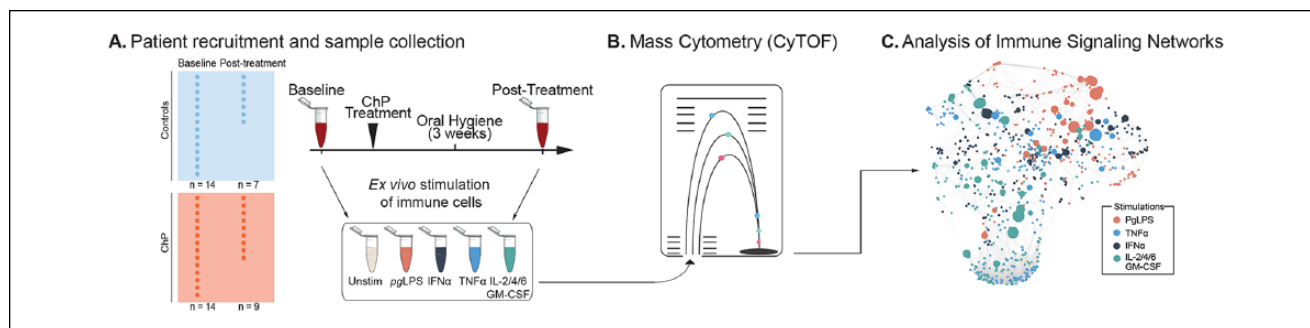 A. Patient recruitment and sample collection
Baseline Post-treatment
Controls
n = 14 n = 7
ChP
n = 14 n = 9
Baseline
ChP
Treatment
Oral Hygiene
(3 weeks)
Post-Treatment
Ex vivo stimulation
of immune cells
Unstim pgLPS IFNα TNFα IL-2/4/6
GM-CSF
B. Mass Cytometry (CyTOF)
C. Analysis of Immune Signaling Networks
Stimulations
PgLPS
TNFα
IFNα
IL-2/4/6
GM-CSF